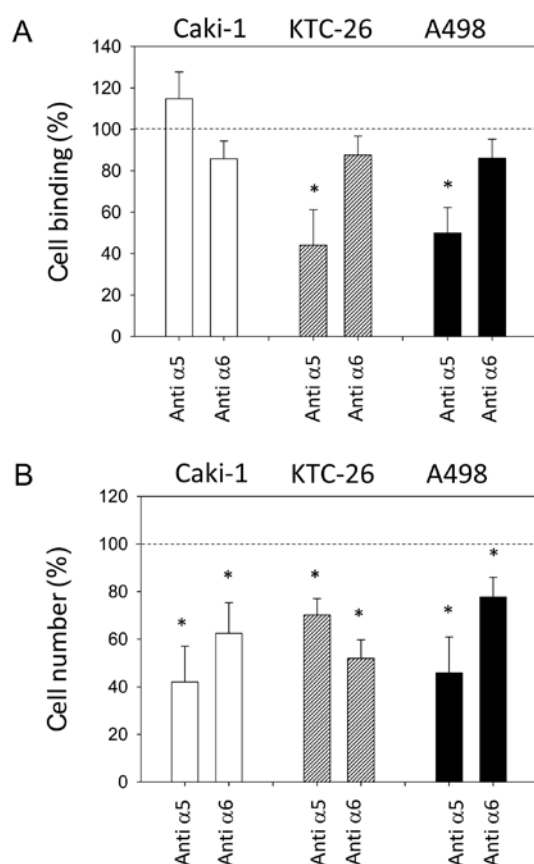 A
Caki-1 KTC-26 A498
Cell binding (%)
140
120
100
80
60
40
20
0
* *
Anti α5 Anti α6 Anti α5 Anti α6 Anti α5 Anti α6
B
Caki-1 KTC-26 A498
Cell number (%)
120
100
80
60
40
20
0
* * * * * *
Anti α5 Anti α6 Anti α5 Anti α6 Anti α5 Anti α6